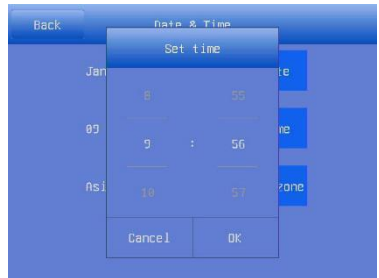 Back Date & Time
Set time
Jan te
8 55
09 me
9 : 56
Asi zone
10 57
Cancel OK